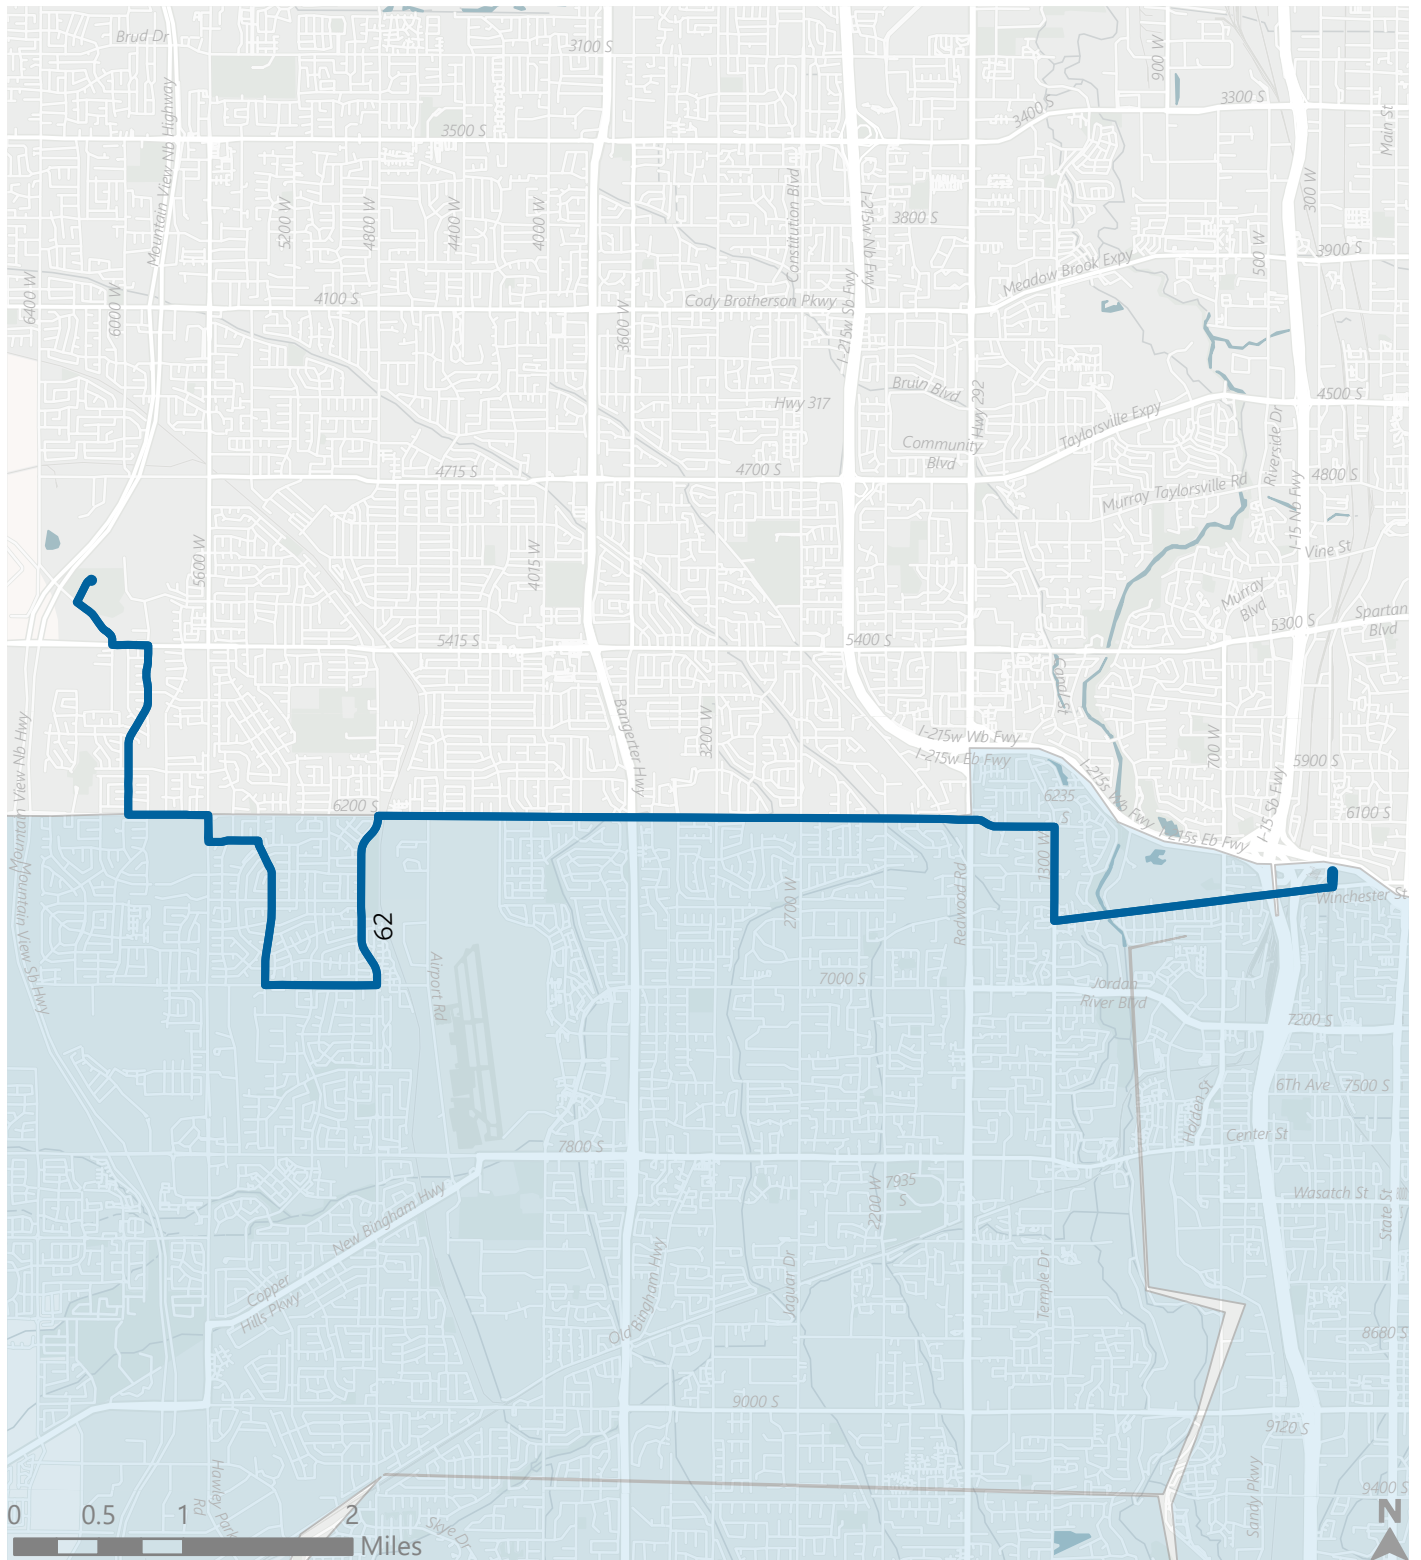 Brud Dr
3100 S
900 W
Mountain View Nb Highway
3300 S
3400 S
Main St
3500 S
Constitution Blvd
I-215w Nb Fwy
300 W
5200 W
4800 W
4400 W
4000 W
3800 S
500 W
3900 S
Meadow Brook Expy
6400 W
6000 W
4100 S
Cody Brotherson Pkwy
3600 W
I-215w Sb Fwy
Bruin Blvd
Hwy 292
Hwy 317
4500 S
Taylorsville Expy
Riverside Dr
Community
Blvd
4715 S
4700 S
4800 S
Murray Taylorsville Rd
I-15 Nb Fwy
5600 W
4015 W
Vine St
Murray
Blvd
Spartan
Blvd
5300 S
5415 S
5400 S
Canal St
Mountain View Nb Hwy
Bangerter Hwy
3200 W
I-215w Wb Fwy
I-215w Eb Fwy
700 W
5900 S
I-215s Wb Fwy
I-15 Sb Fwy
6200 S
6235
S
6100 S
I-215s Eb Fwy
1300 W
Mountain View Sb Hwy
2700 W
Redwood Rd
Winchester St
62
Airport Rd
7000 S
Jordan
River Blvd
7200 S
6Th Ave
7500 S
Holden St
7800 S
Center St
7935
S
2200 W
Wasatch St
State St
New Bingham Hwy
Copper
Hills Pkwy
Old Bingham Hwy
Jaguar Dr
Temple Dr
8680 S
9000 S
9120 S
Hawley Park
Rd
Sandy Pkwy
9400 S
Skye Dr
0 0.5 1 2
Miles
N